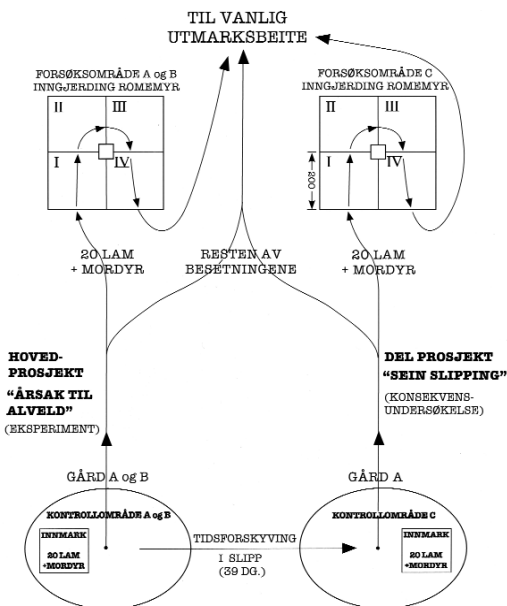 TIL VANLIG
UTMARKSBEITE
FORSØKSOMRÅDE A og B
INNGJERDING ROMEMYR
II
III
I
IV
FORSØKSOMRÅDE C
INNGJERDING ROMEMYR
II
III
I
IV
200
20 LAM
+ MORDYR
RESTEN AV
BESETNINGENE
20 LAM
+ MORDYR
HOVED-
PROSJEKT
“ÅRSAK TIL
ALVELD”
(EKSPERIMENT)
DEL PROSJEKT
“SEIN SLIPPING”
(KONSEKVENS-
UNDERSØKELSE)
GÅRD A og B
KONTROLLOMRÅDE A og B
INNMARK
20 LAM
+MORDYR
TIDSFORSKYVING
I SLIPP
(39 DG.)
GÅRD A
KONTROLLOMRÅDE C
INNMARK
20 LAM
+MORDYR